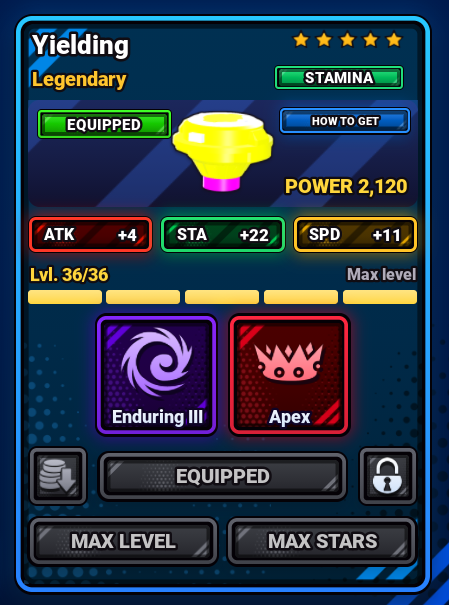 Yielding
Legendary
STAMINA
EQUIPPED
HOW TO GET
POWER 2,120
ATK +4
STA +22
SPD +11
Lvl. 36/36
Max level
Enduring III
Apex
EQUIPPED
MAX LEVEL
MAX STARS